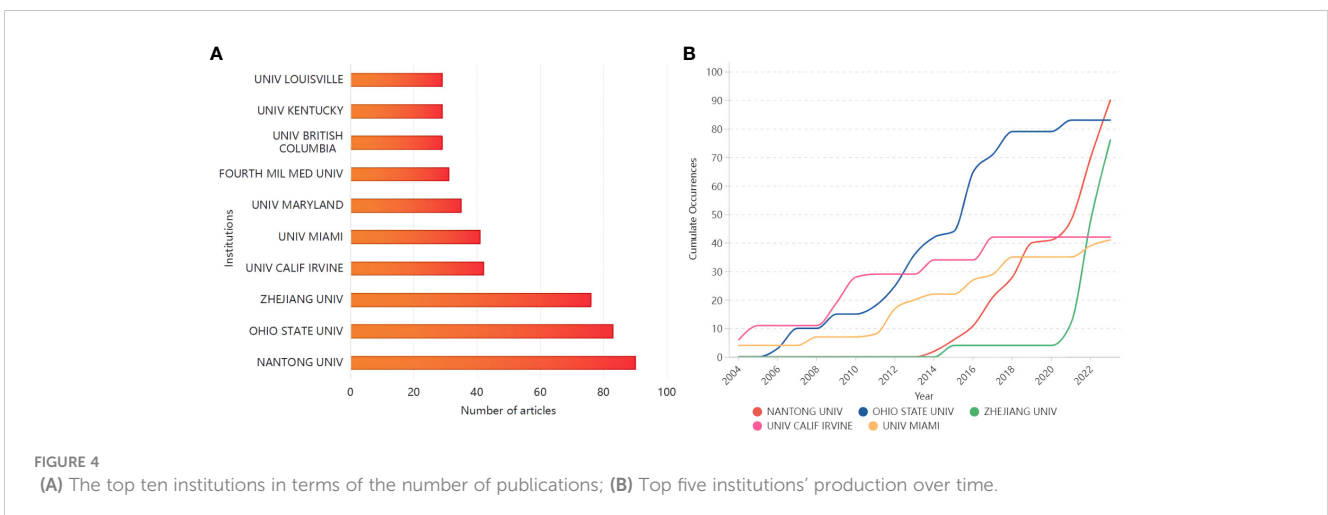 A
UNIV LOUISVILLE
UNIV KENTUCKY
UNIV BRITISH
COLUMBIA
FOURTH MIL MED UNIV
UNIV MARYLAND
UNIV MIAMI
UNIV CALIF IRVINE
ZHEJIANG UNIV
OHIO STATE UNIV
NANTONG UNIV
Institutions
0 20 40 60 80 100
Number of articles
B
100
90
80
70
60
50
40
30
20
10
0
Cumulate Occurrences
2004 2006 2008 2010 2012 2014 2016 2018 2020 2022
Year
NANTONG UNIV OHIO STATE UNIV ZHEJIANG UNIV
UNIV CALIF IRVINE UNIV MIAMI
FIGURE 4
(A) The top ten institutions in terms of the number of publications; (B) Top five institutions’ production over time.